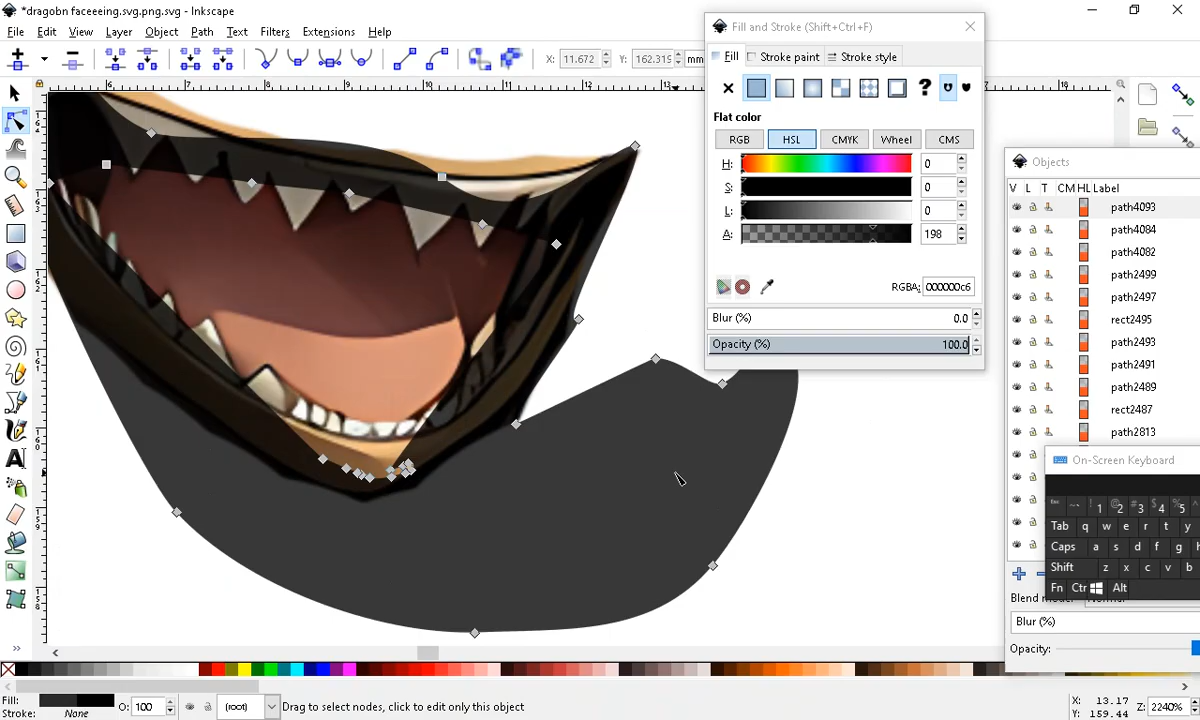 *dragobn faceeeing.svg.png.svg - Inkscape
File Edit View Layer Object Path Text Filters Extensions Help
X: 11.672 Y: 162.319 mm
Fill and Stroke (Shift+Ctrl+F)
Fill Stroke paint Stroke style
Flat color
RGB HSL CMYK Wheel CMS
H: 0
S: 0
L: 0
A: 198
RGBA: 000000c6
Blur (%) 0.0
Opacity (%) 100.0
Objects
V L T CM HL Label
path4093
path4084
path4082
path2499
path2497
rect2495
path2493
path2491
path2489
rect2487
path2813
On-Screen Keyboard
Tab q w e r t y
Caps a s d f g h
Shift z x c v b
Fn Ctr Alt
Blur (%)
Opacity:
Fill:
Stroke: None
O: 100
(root)
Drag to select nodes, click to edit only this object
X: 13.17
Y: 159.44
Z: 2240%